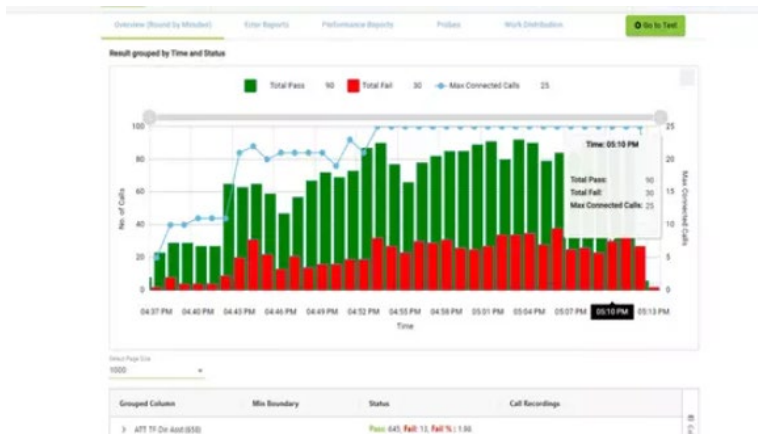 Overview (Round by Minutes) Error Reports Performance Reports Probes Work Distribution Go to Test
Result grouped by Time and Status
Total Pass 90 Total Fail 30 Max Connected Calls 25
100 25
80 20
60 15
40 10
20 5
0 0
No. of Calls
Max Connected Calls
Time: 05:10 PM
Total Pass: 90
Total Fail: 30
Max Connected Calls: 25
04:37 PM 04:40 PM 04:43 PM 04:46 PM 04:49 PM 04:52 PM 04:55 PM 04:58 PM 05:01 PM 05:04 PM 05:07 PM 05:10 PM 05:13 PM
Time
Select Page Size
1000
Grouped Column Min Boundary Status Call Recordings
ATT TF Dir Asst (658) Pass: 645, Fail: 13, Fail % : 1.98